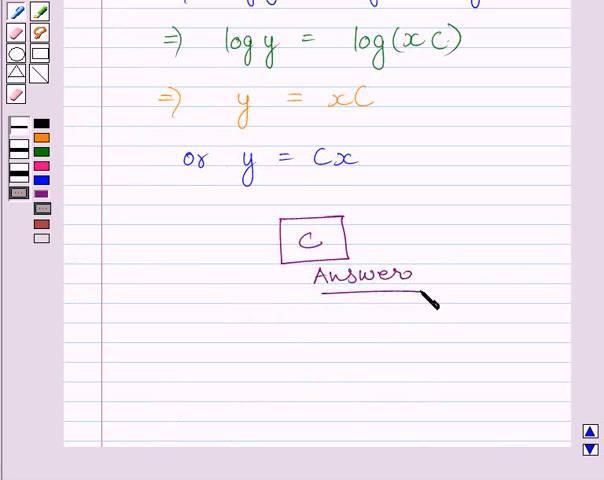 ⇒ log y = log(xC)
⇒ y = xC
or y = Cx
C
Answer